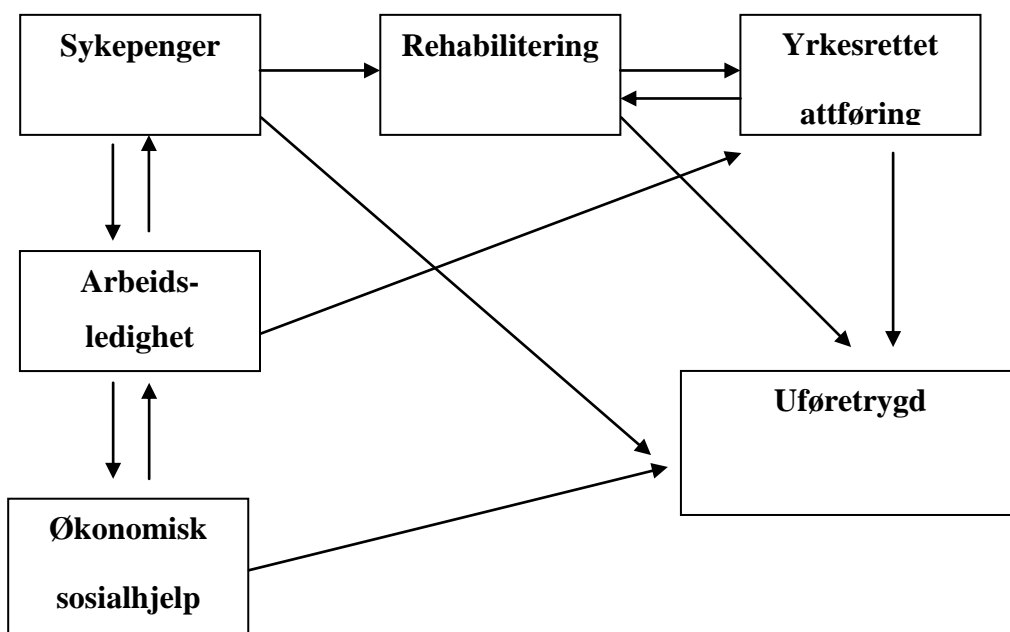 Sykepenger
Rehabilitering
Yrkesrettet
attføring
Arbeids-
ledighet
Uføretrygd
Økonomisk
sosialhjelp